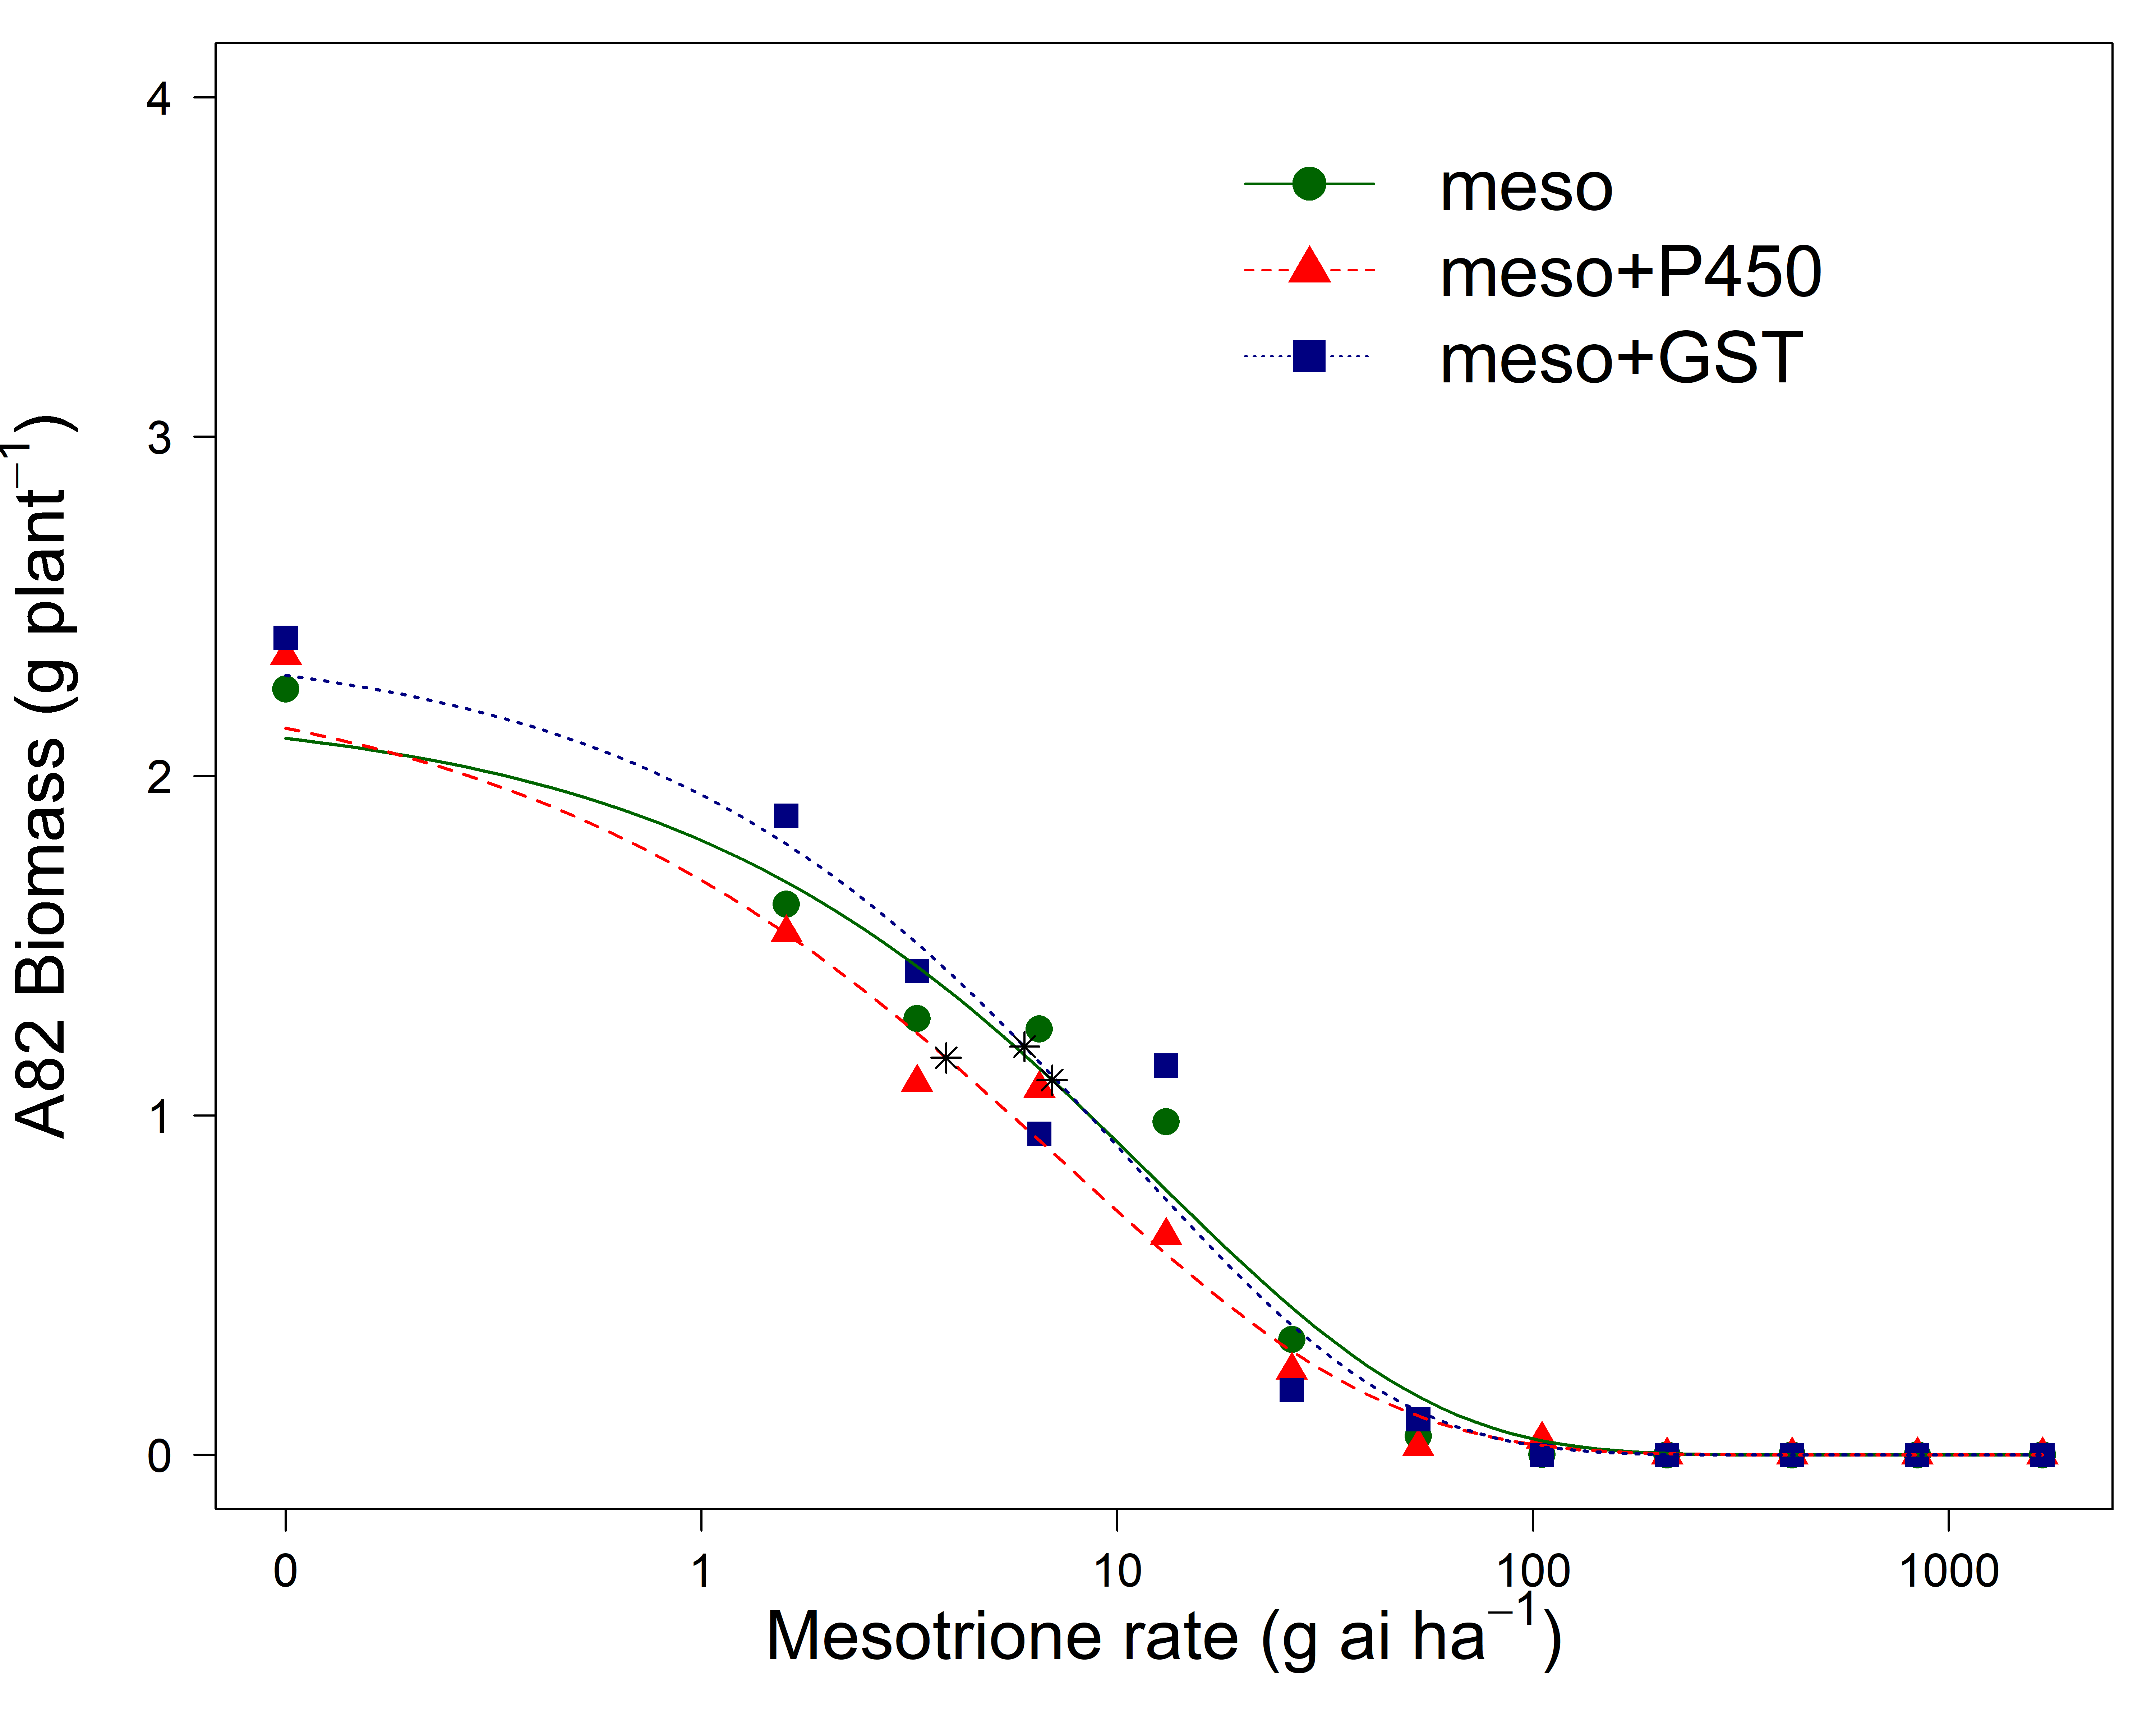 4
3
2
1
0
A82 Biomass (g plant⁻¹)
meso
meso+P450
meso+GST
0 1 10 100 1000
Mesotrione rate (g ai ha⁻¹)